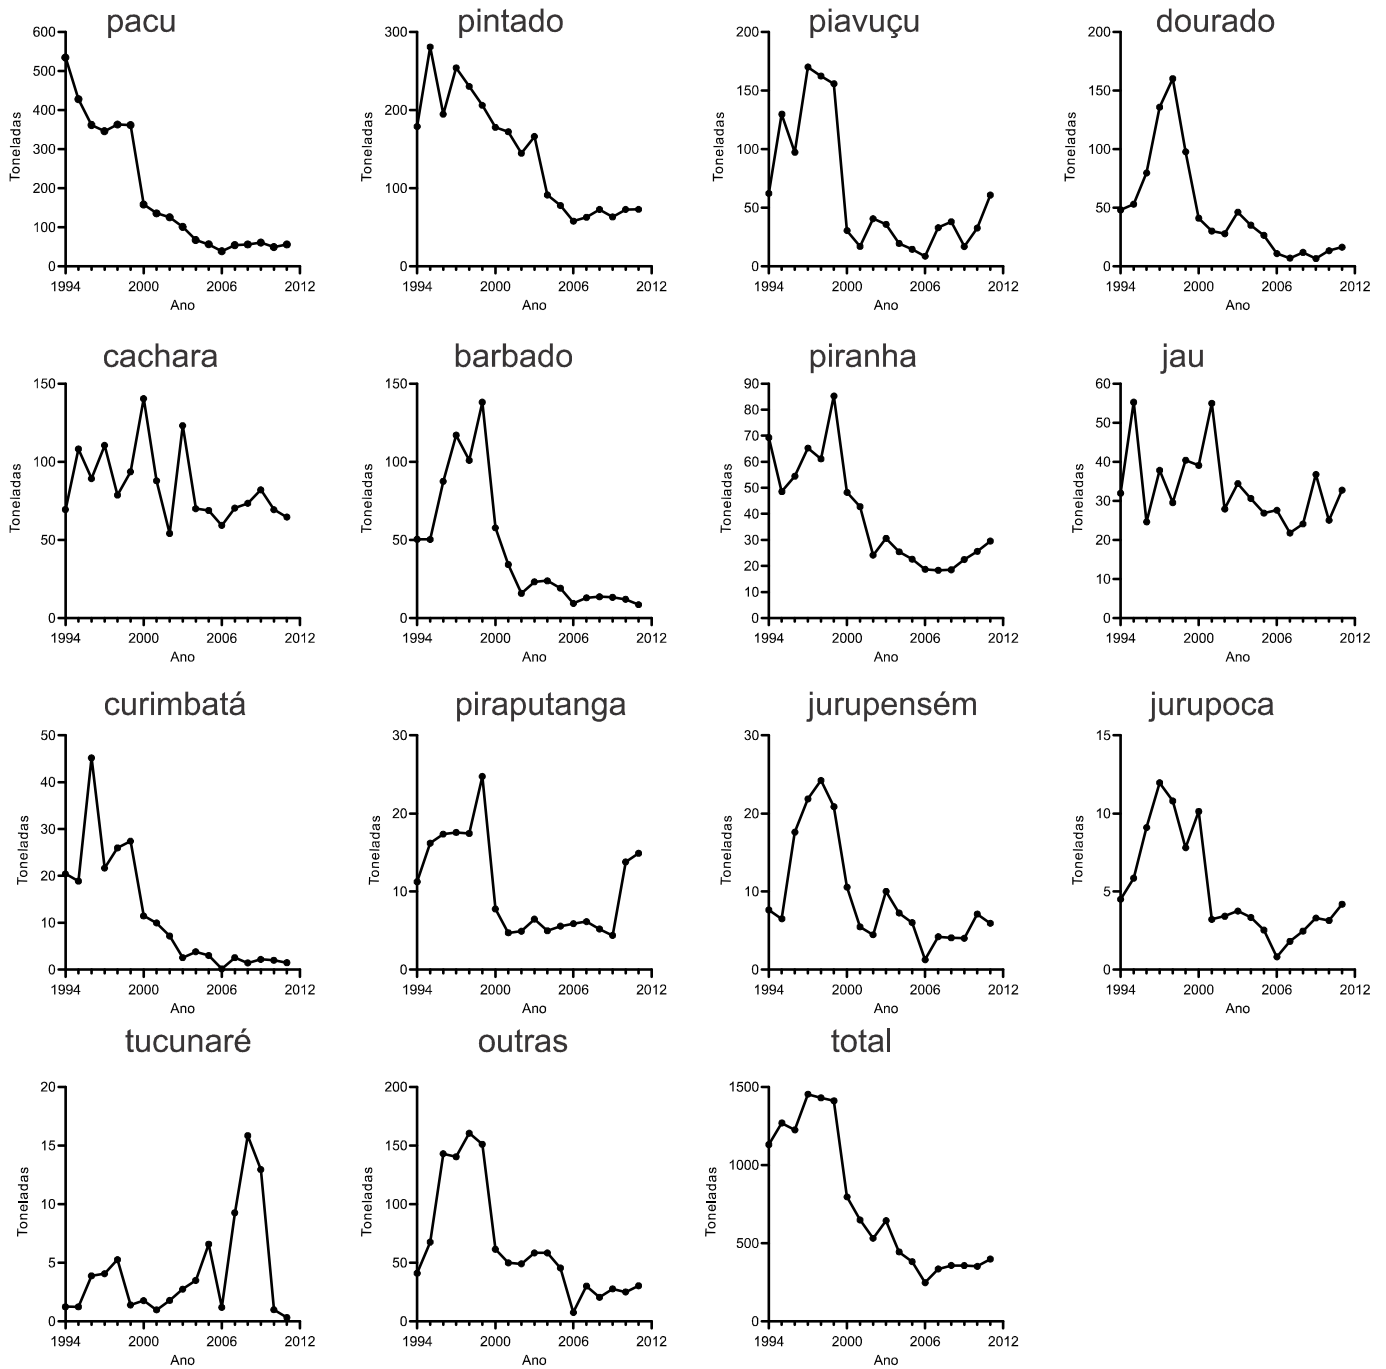 pacu
600
500
400
300
200
100
0
Toneladas
1994 2000 2006 2012
Ano
pintado
300
200
100
0
Toneladas
1994 2000 2006 2012
Ano
piavuçu
200
150
100
50
0
Toneladas
1994 2000 2006 2012
Ano
dourado
200
150
100
50
0
Toneladas
1994 2000 2006 2012
Ano
cachara
150
100
50
0
Toneladas
1994 2000 2006 2012
Ano
barbado
150
100
50
0
Toneladas
1994 2000 2006 2012
Ano
piranha
90
80
70
60
50
40
30
20
10
0
Toneladas
1994 2000 2006 2012
Ano
jau
60
50
40
30
20
10
0
Toneladas
1994 2000 2006 2012
Ano
curimbatá
50
40
30
20
10
0
Toneladas
1994 2000 2006 2012
Ano
piraputanga
30
20
10
0
Toneladas
1994 2000 2006 2012
Ano
jurupensém
30
20
10
0
Toneladas
1994 2000 2006 2012
Ano
jurupoca
15
10
5
0
Toneladas
1994 2000 2006 2012
Ano
tucunaré
20
15
10
5
0
Toneladas
1994 2000 2006 2012
Ano
outras
200
150
100
50
0
Toneladas
1994 2000 2006 2012
Ano
total
1500
1000
500
0
Toneladas
1994 2000 2006 2012
Ano